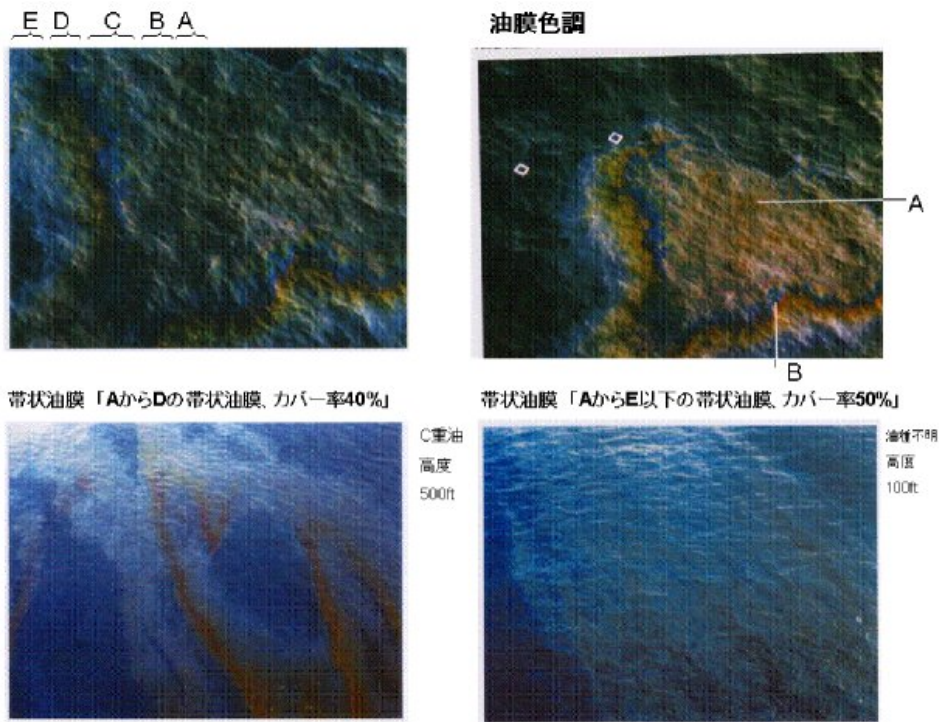 E D C B A
油膜色調
A
B
帯状油膜「AからDの帯状油膜、カバー率40%」
帯状油膜「AからE以下の帯状油膜、カバー率50%」
C重油
高度
500ft
油種不明
高度
100ft